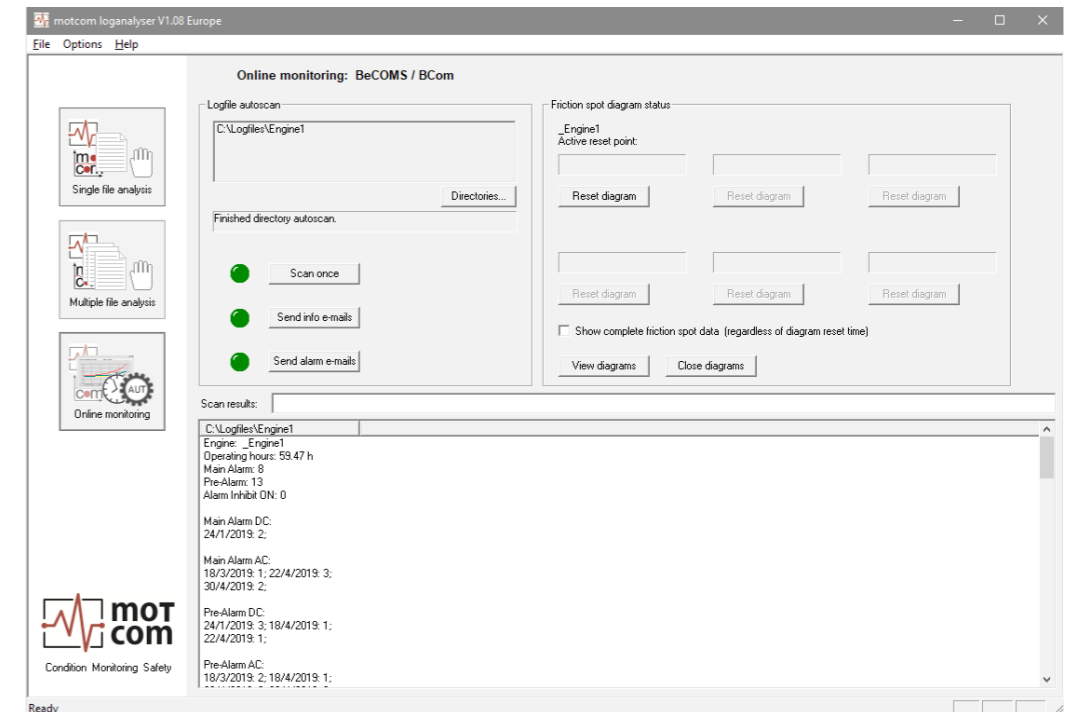 motcom loganalyser V1.08 Europe
File Options Help
Online monitoring: BeCOMS / BCom
Logfile autoscan
C:\Logfiles\Engine1
Directories...
Finished directory autoscan.
Scan once
Send info e-mails
Send alarm e-mails
Friction spot diagram status
_Engine1
Active reset point:
Reset diagram Reset diagram Reset diagram
Reset diagram Reset diagram Reset diagram
Show complete friction spot data (regardless of diagram reset time)
View diagrams Close diagrams
Single file analysis
Multiple file analysis
com AUT
Online monitoring
Scan results:
C:\Logfiles\Engine1
Engine: _Engine1
Operating hours: 59.47 h
Main Alarm: 8
Pre-Alarm: 13
Alarm Inhibit ON: 0
Main Alarm DC:
24/1/2019: 2;
Main Alarm AC:
18/3/2019: 1; 22/4/2019: 3;
30/4/2019: 2;
Pre-Alarm DC:
24/1/2019: 3; 18/4/2019: 1;
22/4/2019: 1;
Pre-Alarm AC:
18/3/2019: 2; 18/4/2019: 1;
mot
com
Condition Monitoring Safety
Ready